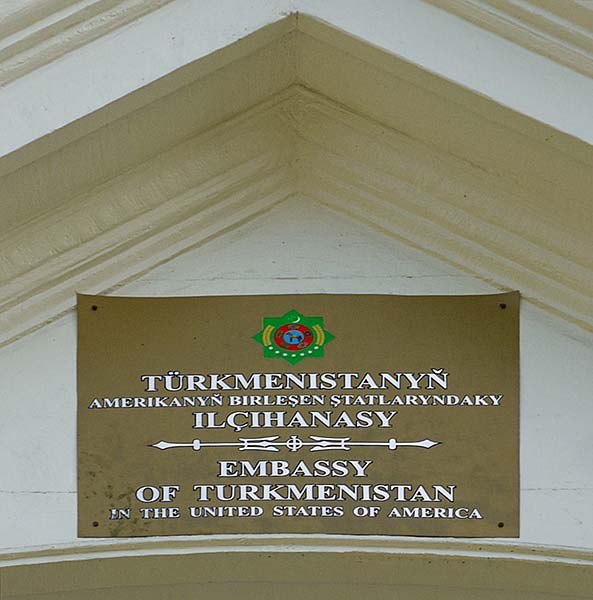 TÜRKMENISTANYŇ
AMERIKANYŇ BIRLEŞEN ŞTATLARYNDAKY
ILÇIHANASY
EMBASSY
OF TURKMENISTAN
IN THE UNITED STATES OF AMERICA